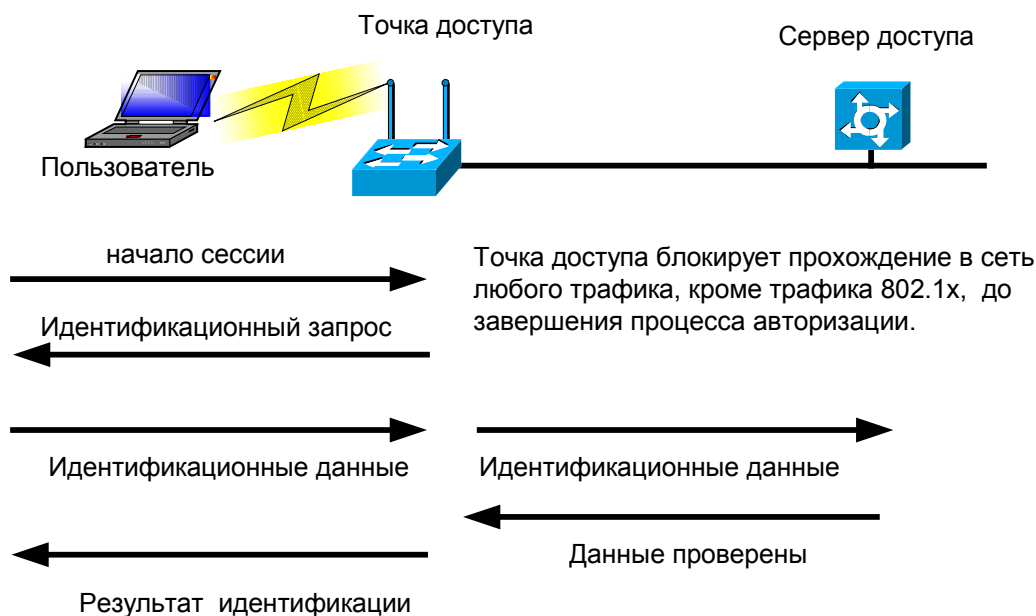 Точка доступа
Сервер доступа
Пользователь
начало сессии
Точка доступа блокирует прохождение в сеть
любого трафика, кроме трафика 802.1x, до
завершения процесса авторизации.
Идентификационный запрос
Идентификационные данные
Идентификационные данные
Данные проверены
Результат идентификации